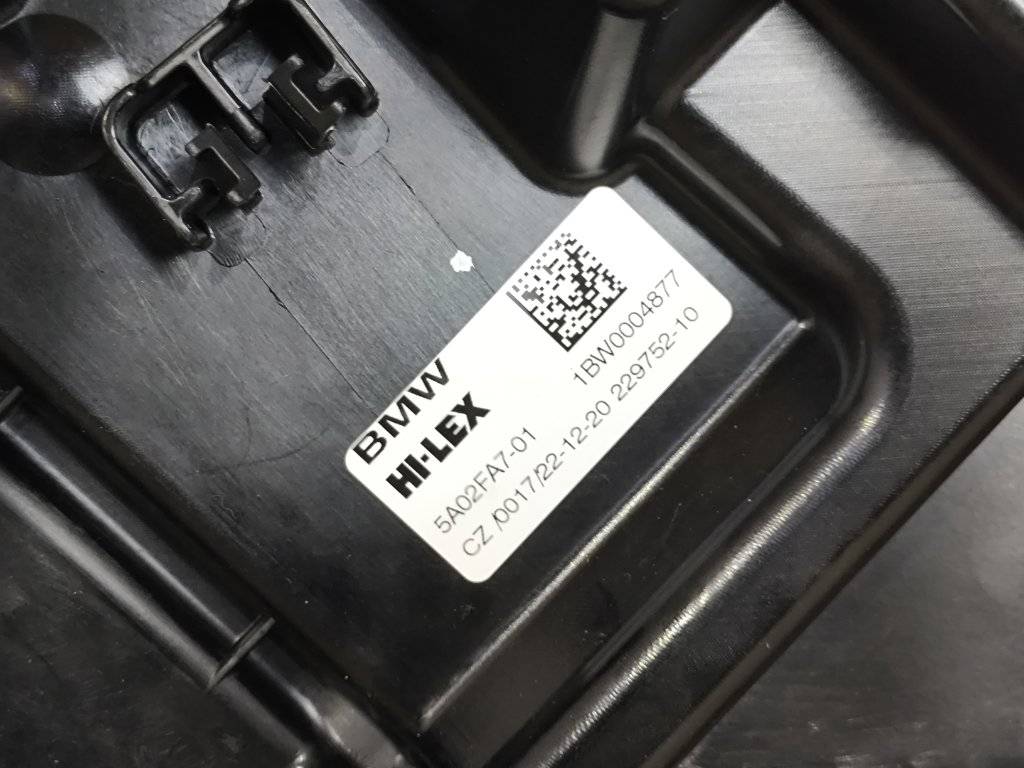 BMW
HI-LEX
1BW0004877
5A02FA7-01
CZ /0017/22-12-20 229752-10